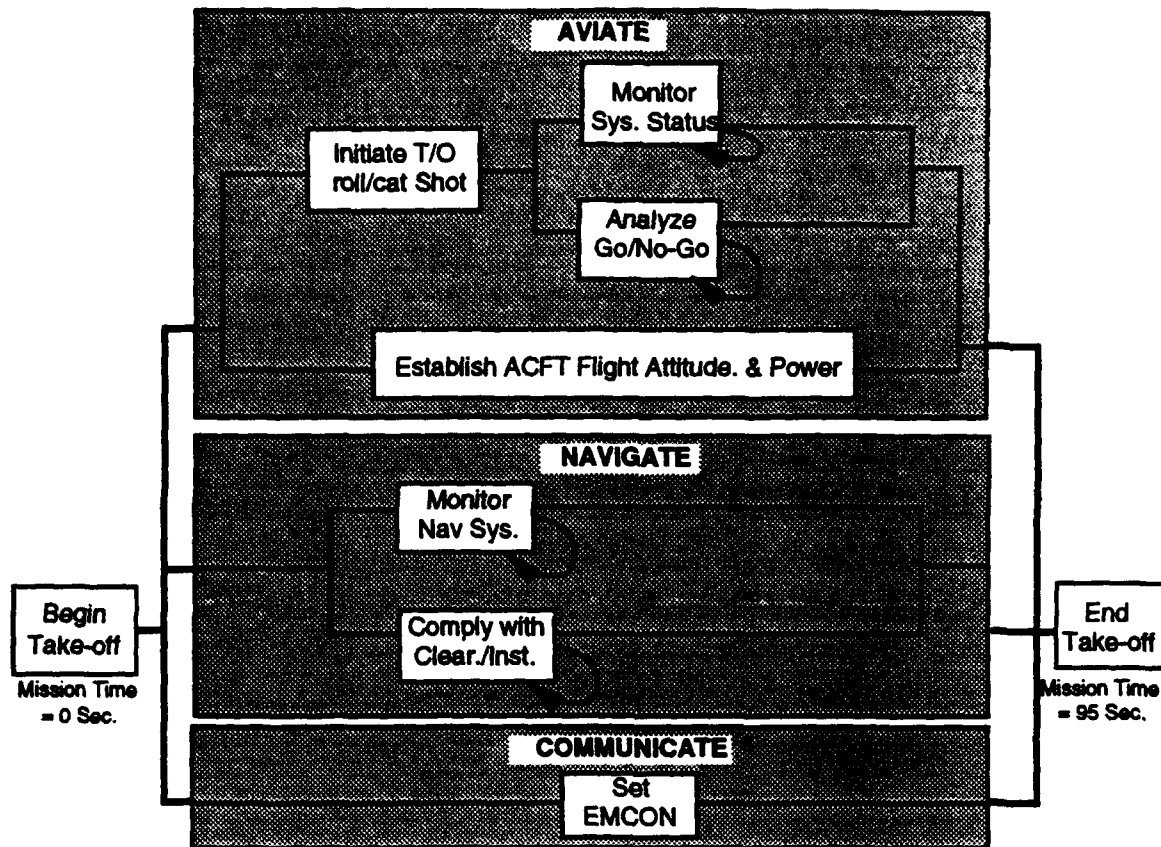 AVIATE
Monitor
Sys. Status
Initiate T/O
roll/cat Shot
Analyze
Go/No-Go
Establish ACFT Flight Attitude. & Power
NAVIGATE
Monitor
Nav Sys.
Comply with
Clear./Inst.
Begin
Take-off
Mission Time
= 0 Sec.
End
Take-off
Mission Time
= 95 Sec.
COMMUNICATE
Set
EMCON